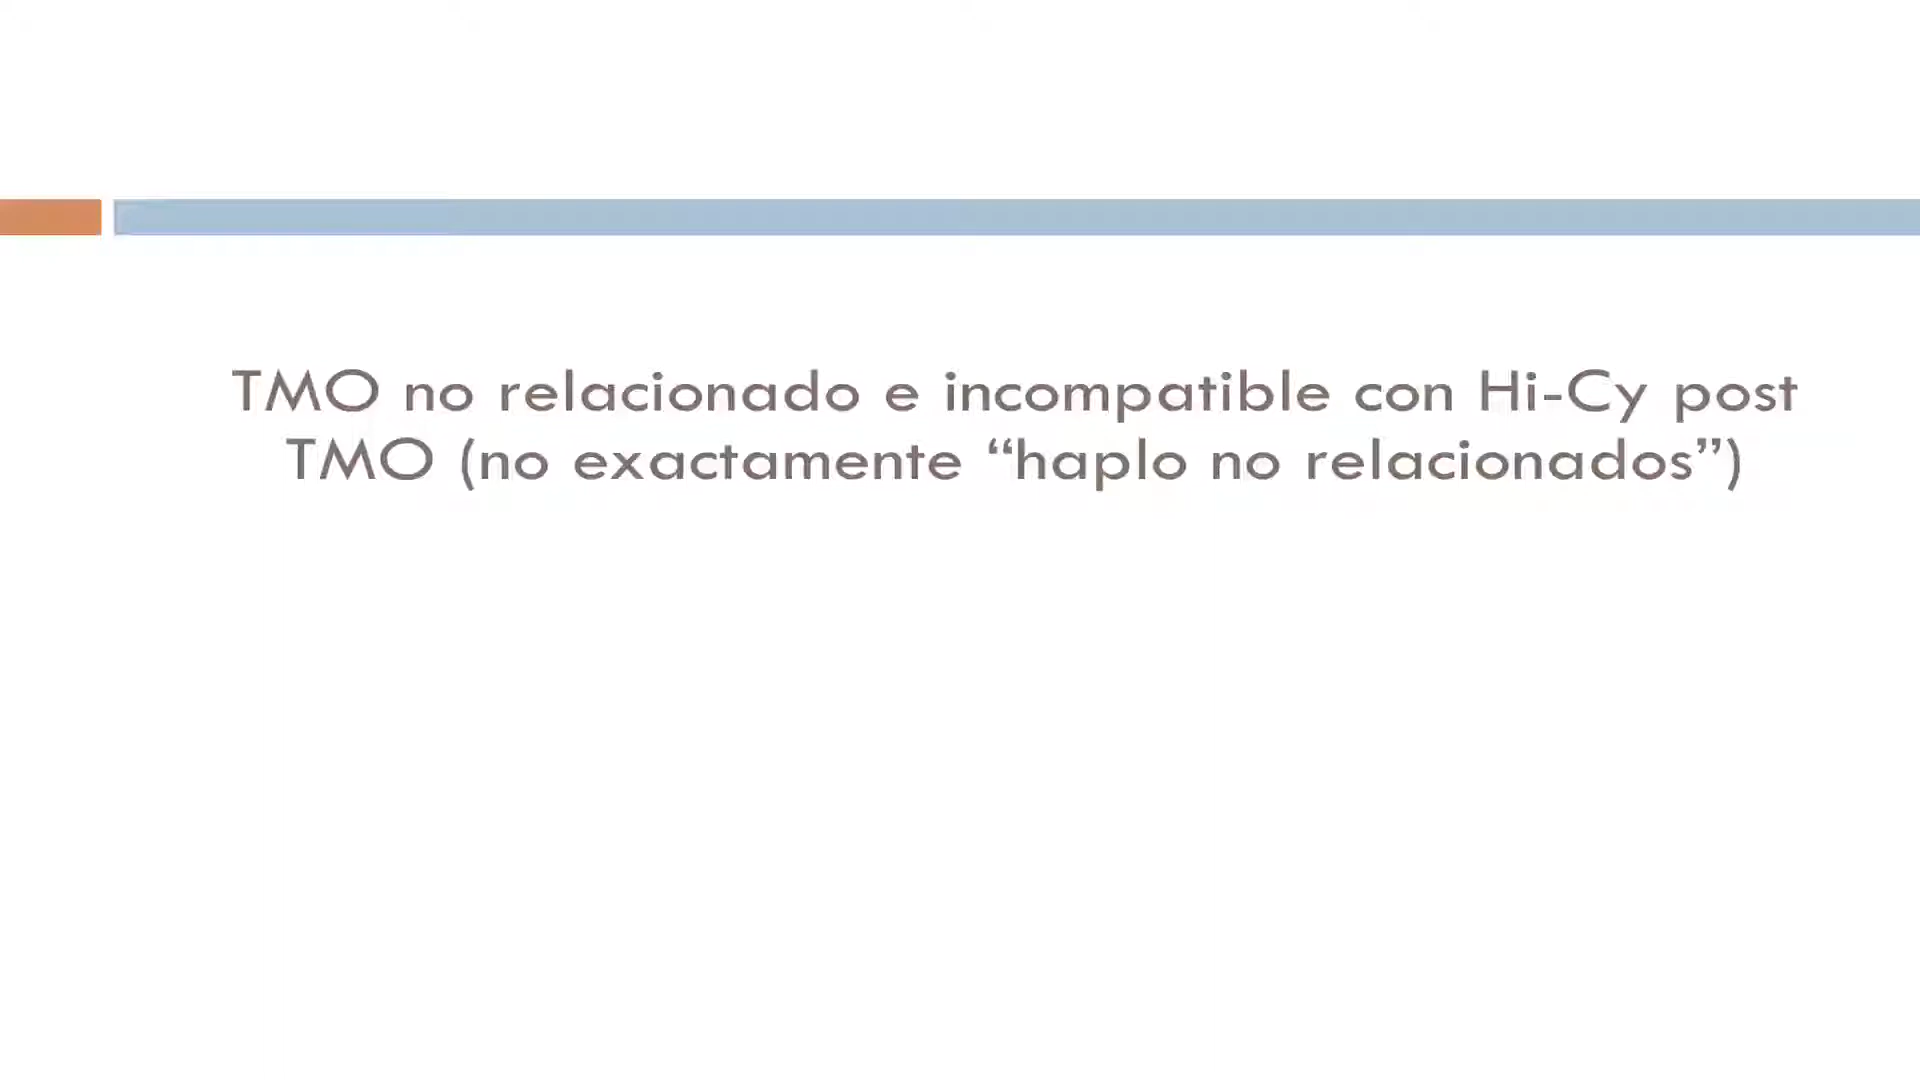 TMO no relacionado e incompatible con Hi-Cy post
TMO (no exactamente “haplo no relacionados”)